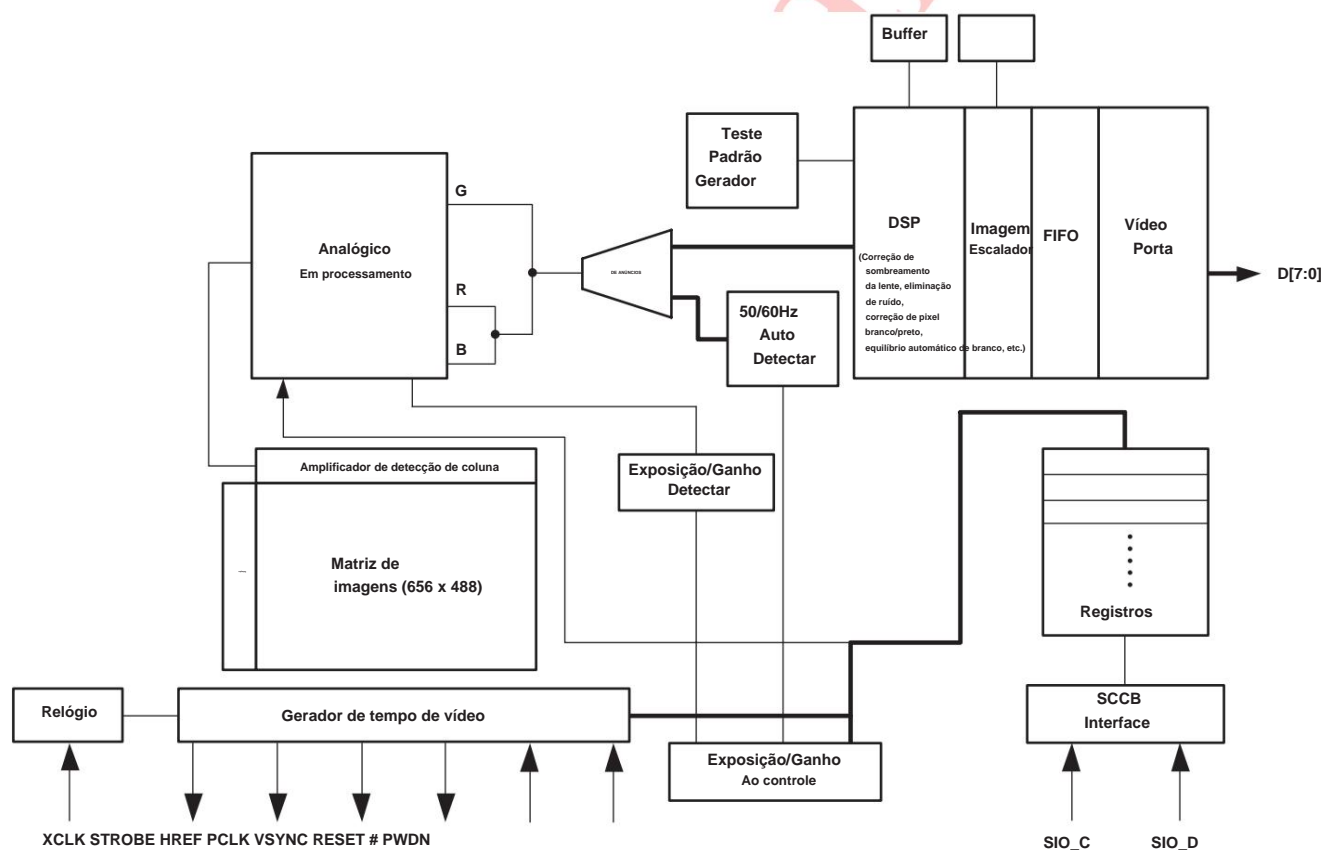 Buffer
Teste
Padrão
Gerador
G
Analógico
Em processamento
R
B
DE ANÚNCIOS
DSP
(Correção de
sombreamento
da lente, eliminação
de ruído,
correção de pixel
branco/preto,
equilíbrio automático de branco, etc.)
Imagem
Escalador
FIFO
Vídeo
Porta
D[7:0]
50/60Hz
Auto
Detectar
Amplificador de detecção de coluna
Exposição/Ganho
Detectar
Matriz de
imagens (656 x 488)
Registros
Relógio
Gerador de tempo de vídeo
SCCB
Interface
Exposição/Ganho
Ao controle
XCLK STROBE HREF PCLK VSYNC RESET # PWDN
SIO_C
SIO_D